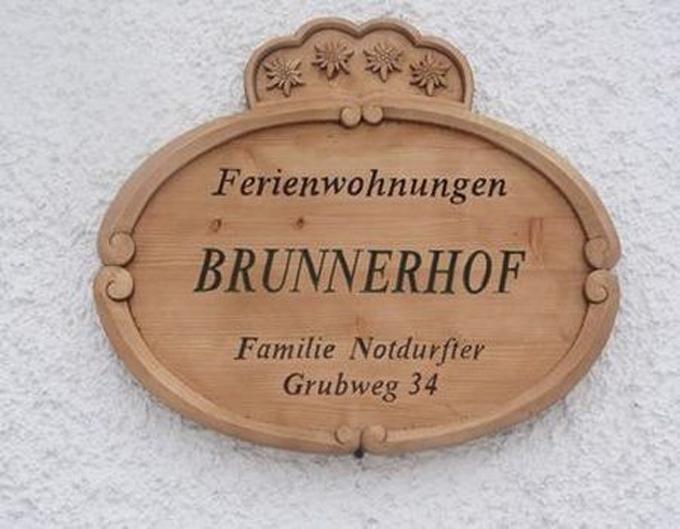 Ferienwohnungen
BRUNNERHOF
Familie Notdurfter
Grubweg 34